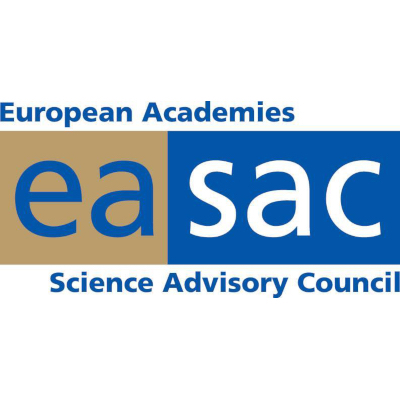 European Academies
easac
Science Advisory Council